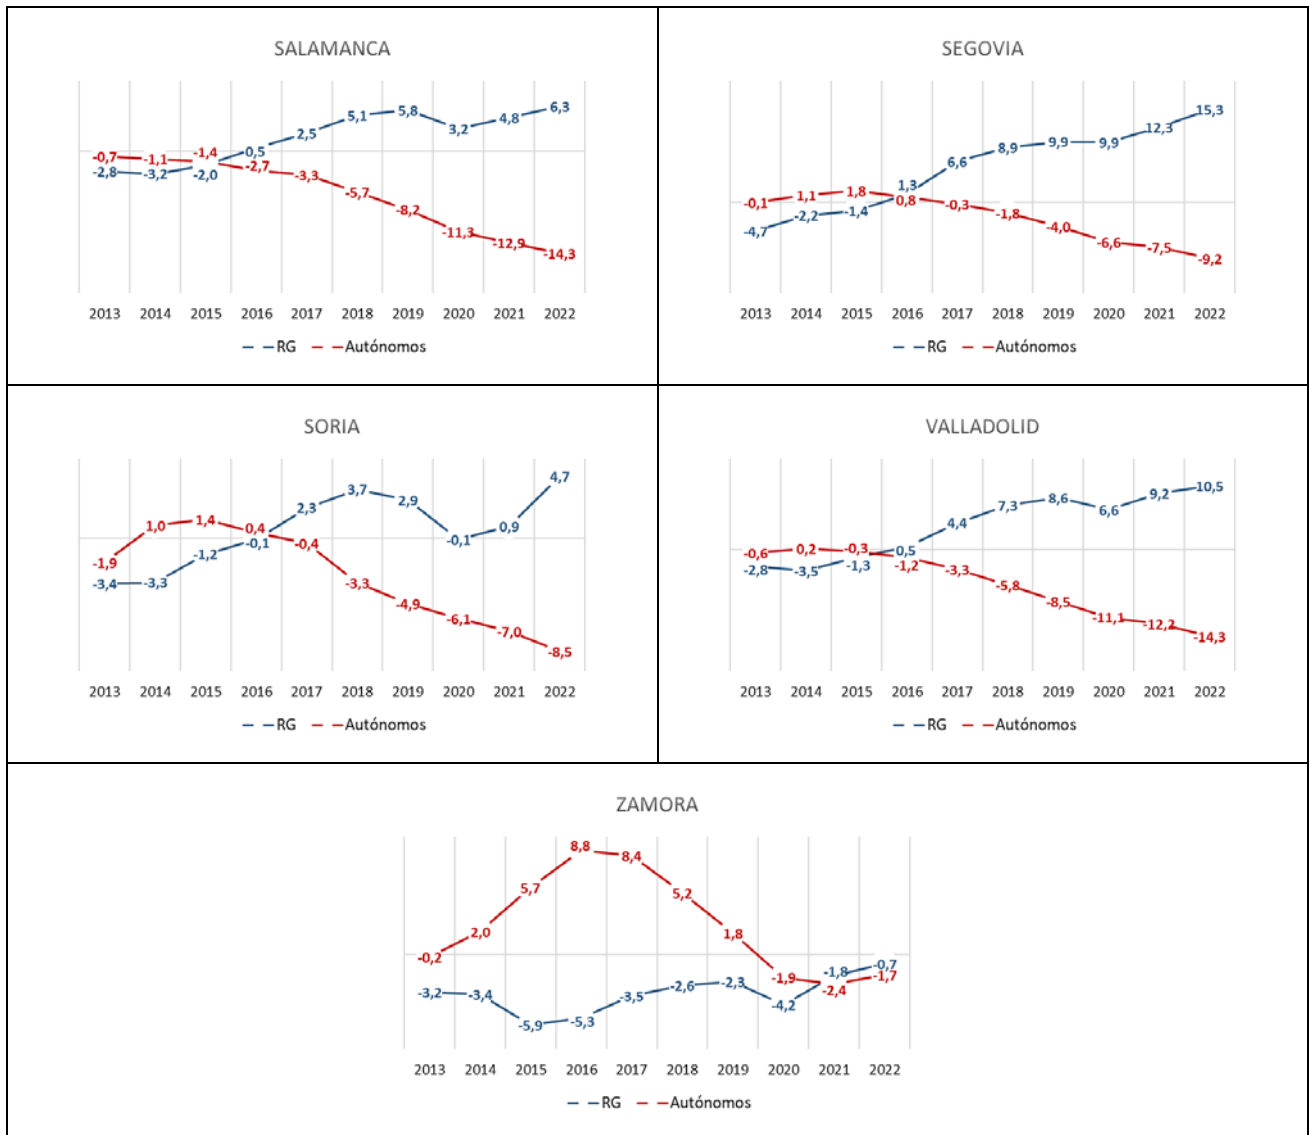 SALAMANCA
6,3
5,8
5,1
4,8
3,2
2,5
0,5
-0,7 -1,1 -1,4
-2,8 -3,2 -2,0 -2,7 -3,3
-5,7
-8,2
-11,3
-12,9
-14,3
2013 2014 2015 2016 2017 2018 2019 2020 2021 2022
RG Autónomos
SEGOVIA
15,3
12,3
8,9 9,9 9,9
6,6
1,3
-0,1 1,1 1,8 0,8 -0,3
-4,7 -2,2 -1,4 -1,8
-4,0
-6,6 -7,5
-9,2
2013 2014 2015 2016 2017 2018 2019 2020 2021 2022
RG Autónomos
SORIA
4,7
3,7
2,9
2,3
1,0 1,4 0,4 0,9
-0,1 -0,4 -0,1
-1,9 -1,2
-3,4 -3,3 -3,3
-4,9
-6,1
-7,0
-8,5
2013 2014 2015 2016 2017 2018 2019 2020 2021 2022
RG Autónomos
VALLADOLID
10,5
9,2
8,6
7,3
6,6
4,4
-0,6 0,2 -0,3 0,5
-2,8 -3,5 -1,3 -1,2 -3,3
-5,8
-8,5
-11,1
-12,2
-14,3
2013 2014 2015 2016 2017 2018 2019 2020 2021 2022
RG Autónomos
ZAMORA
8,8 8,4
5,7 5,2
2,0 1,8
-0,2
-0,7
-1,9 -1,8 -1,7
-3,2 -3,4 -3,5 -2,6 -2,3 -2,4
-4,2
-5,9 -5,3
2013 2014 2015 2016 2017 2018 2019 2020 2021 2022
RG Autónomos